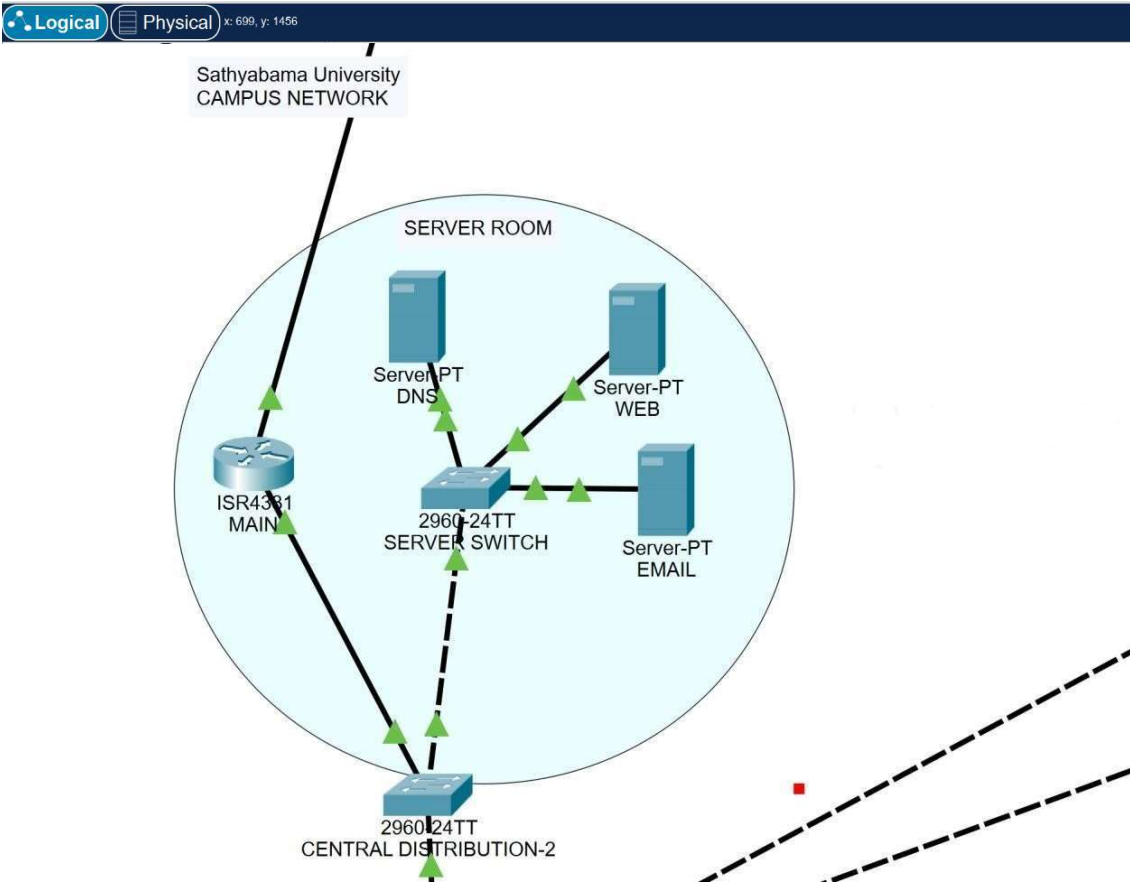 Logical
Physical
x: 699, y: 1456
Sathyabama University
CAMPUS NETWORK
SERVER ROOM
Server-PT
DNS
Server-PT
WEB
ISR4331
MAIN
2960-24TT
SERVER SWITCH
Server-PT
EMAIL
2960-24TT
CENTRAL DISTRIBUTION-2